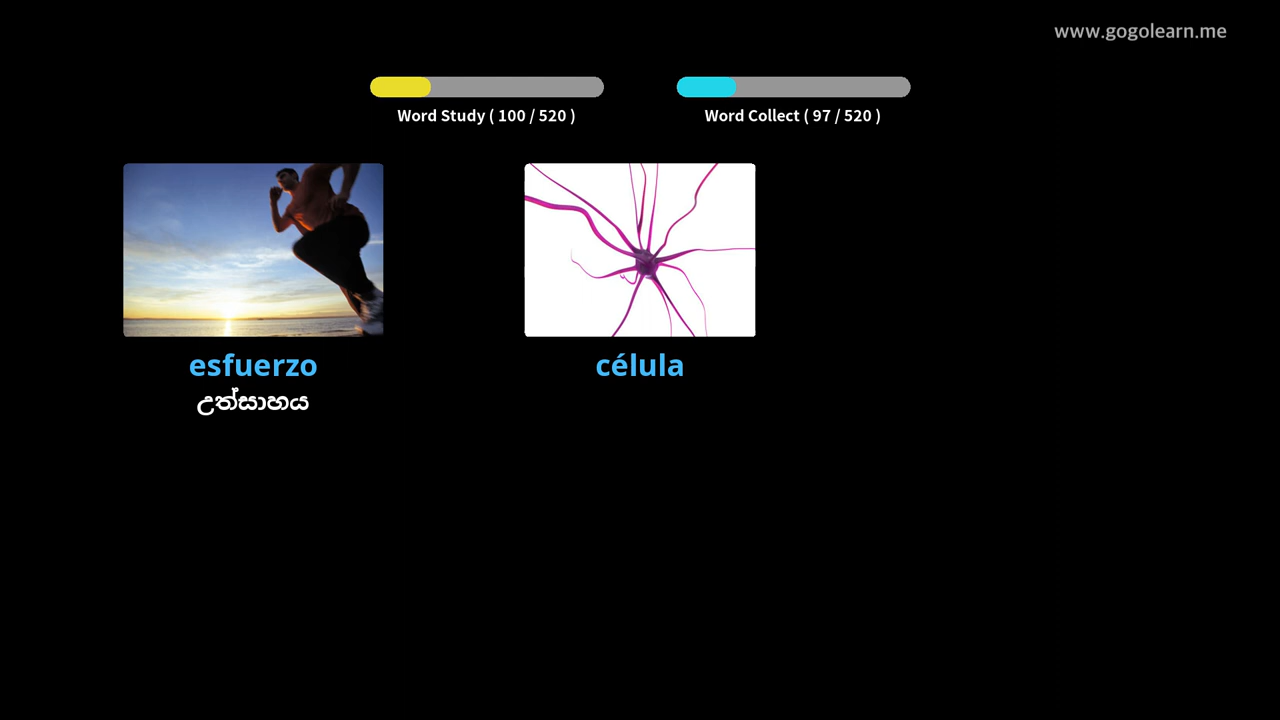 www.gogolearn.me
Word Study ( 100 / 520 )
Word Collect ( 97 / 520 )
esfuerzo
උත්සාහය
célula